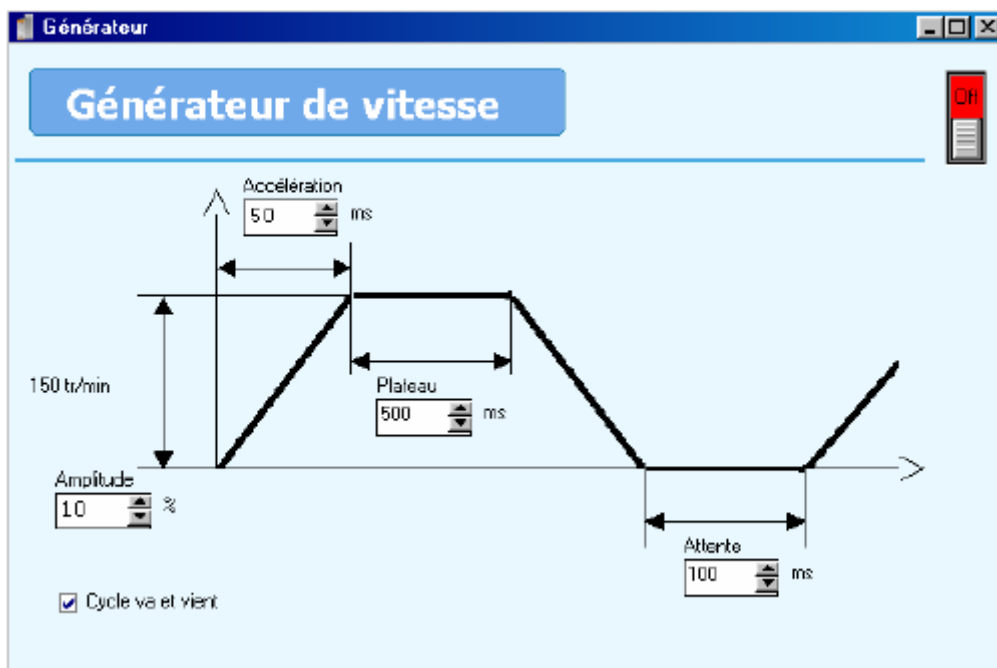 Générateur
Générateur de vitesse
Off
Accélération
50 ms
150 tr/min
Plateau
500 ms
Amplitude
10 %
Attente
100 ms
Cycle va et vient